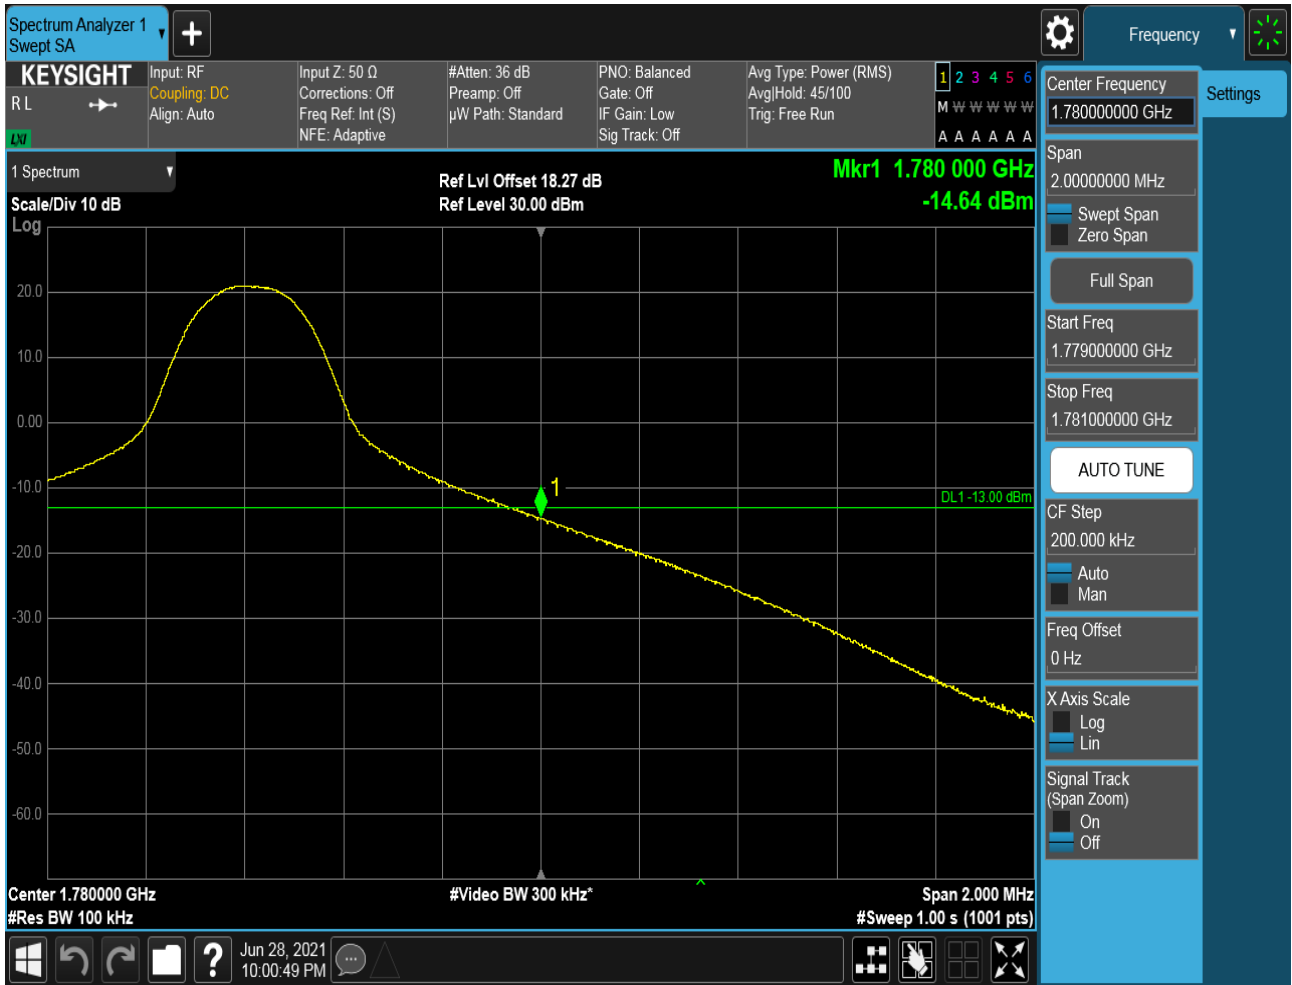 Spectrum Analyzer 1
Swept SA
Frequency
KEYSIGHT
R L
LXI
Input: RF
Coupling: DC
Align: Auto
Input Z: 50 Ω
Corrections: Off
Freq Ref: Int (S)
NFE: Adaptive
#Atten: 36 dB
Preamp: Off
µW Path: Standard
PNO: Balanced
Gate: Off
IF Gain: Low
Sig Track: Off
Avg Type: Power (RMS)
Avg|Hold: 45/100
Trig: Free Run
1 2 3 4 5 6
M W W W W W
A A A A A A
1 Spectrum
Scale/Div 10 dB
Log
Ref Lvl Offset 18.27 dB
Ref Level 30.00 dBm
Mkr1 1.780 000 GHz
-14.64 dBm
20.0
10.0
0.00
-10.0
-20.0
-30.0
-40.0
-50.0
-60.0
1
DL1 -13.00 dBm
Center 1.780000 GHz
#Res BW 100 kHz
#Video BW 300 kHz*
Span 2.000 MHz
#Sweep 1.00 s (1001 pts)
Center Frequency
1.780000000 GHz
Settings
Span
2.00000000 MHz
Swept Span
Zero Span
Full Span
Start Freq
1.779000000 GHz
Stop Freq
1.781000000 GHz
AUTO TUNE
CF Step
200.000 kHz
Auto
Man
Freq Offset
0 Hz
X Axis Scale
Log
Lin
Signal Track
(Span Zoom)
On
Off
?
Jun 28, 2021
10:00:49 PM